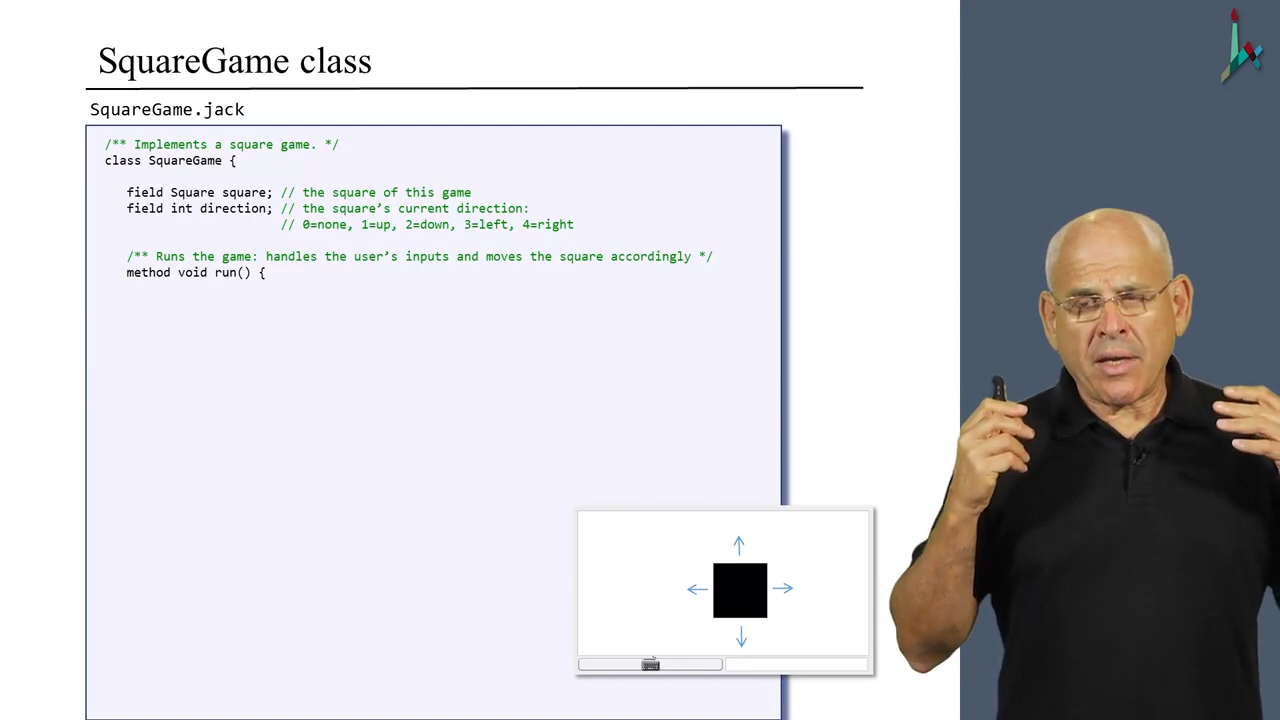 SquareGame class
SquareGame.jack
/** Implements a square game. */
class SquareGame {
field Square square; // the square of this game
field int direction; // the square’s current direction:
// 0=none, 1=up, 2=down, 3=left, 4=right
/** Runs the game: handles the user’s inputs and moves the square accordingly */
method void run() {